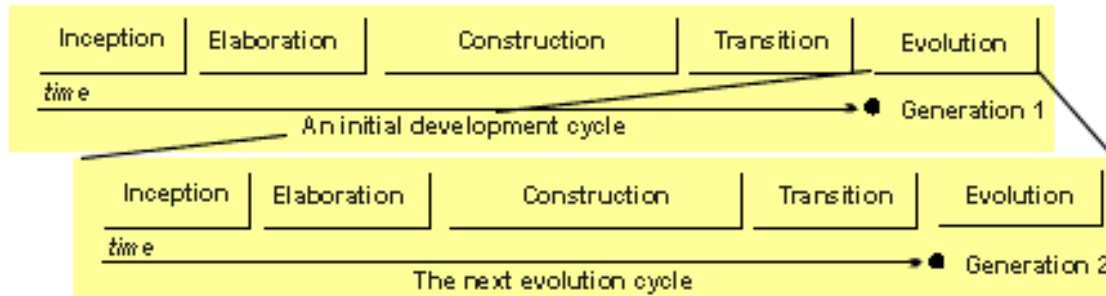 Inception Elaboration Construction Transition Evolution
time
Generation 1
An initial development cycle
Inception Elaboration Construction Transition Evolution
time
Generation 2
The next evolution cycle